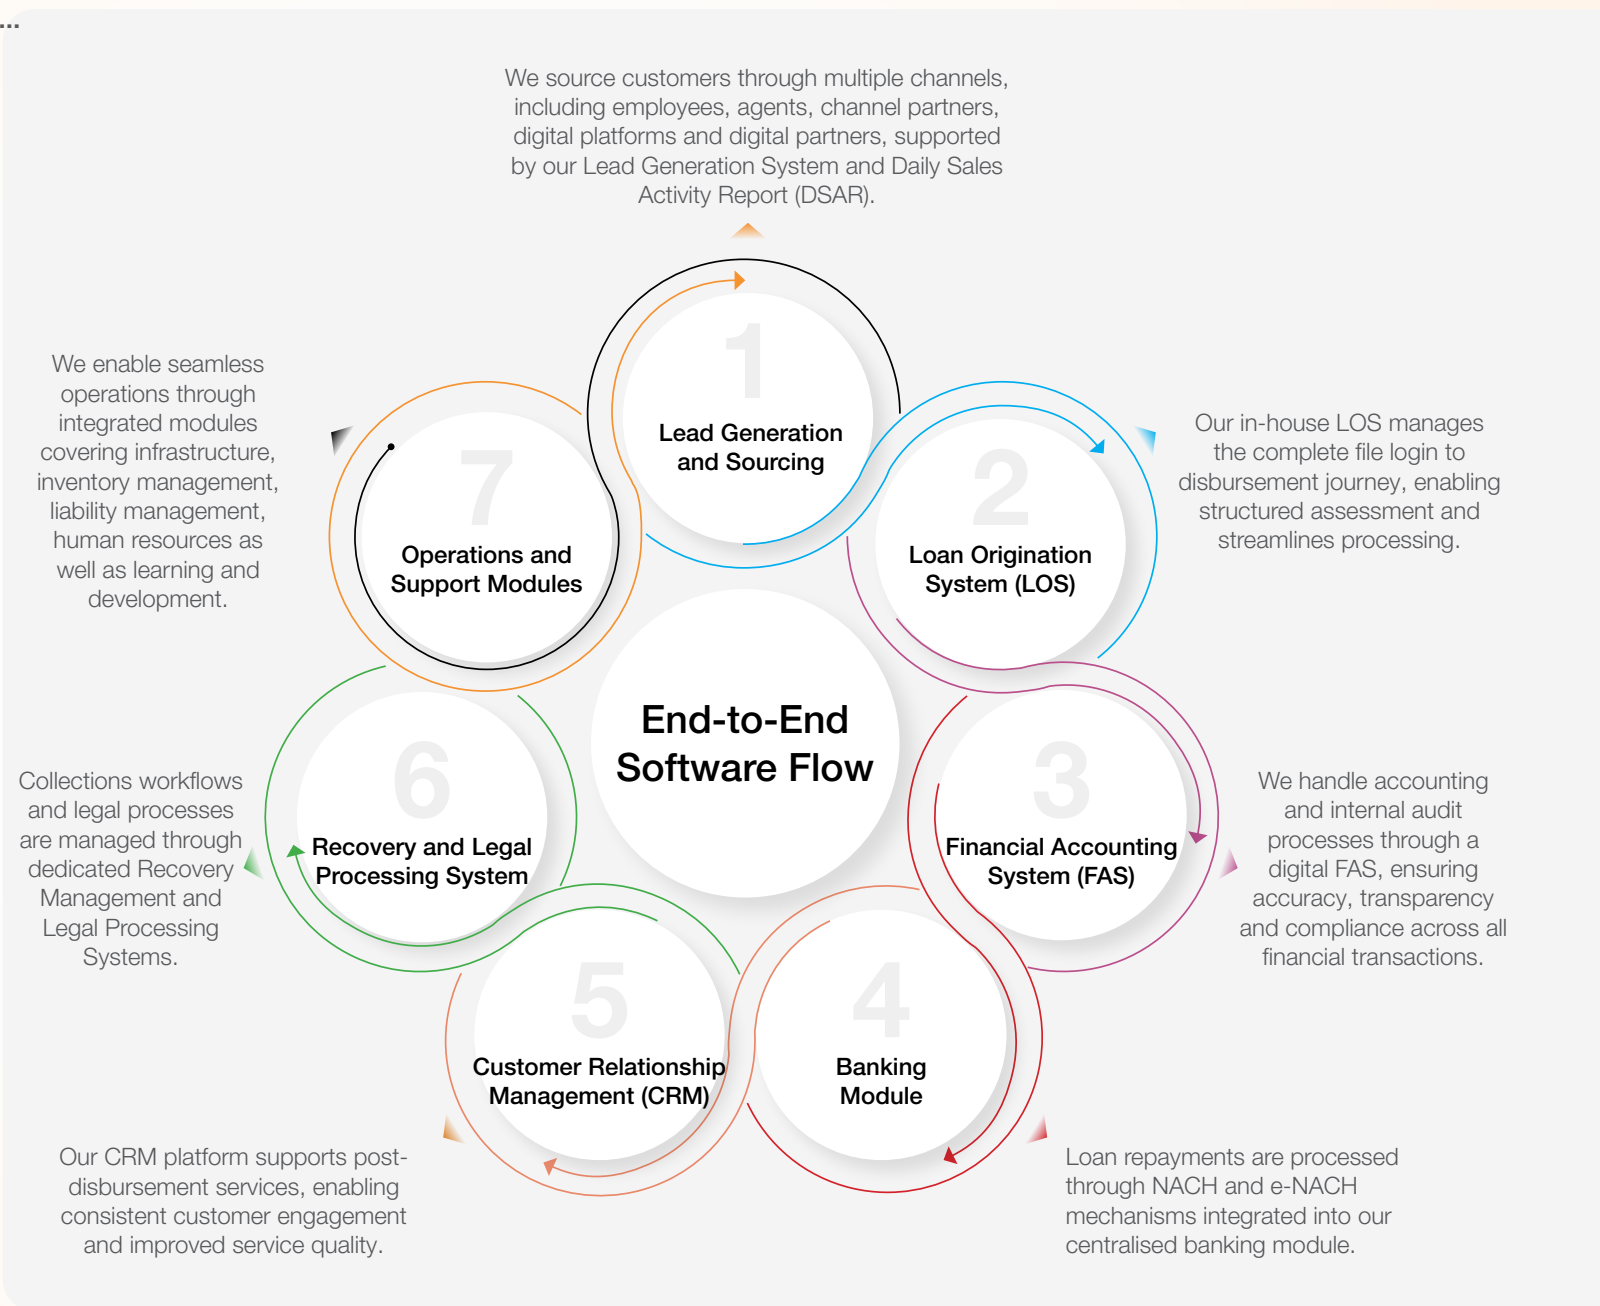 ...
We source customers through multiple channels,
including employees, agents, channel partners,
digital platforms and digital partners, supported
by our Lead Generation System and Daily Sales
Activity Report (DSAR).
1
Lead Generation
and Sourcing
2
Loan Origination
System (LOS)
Our in-house LOS manages
the complete file login to
disbursement journey, enabling
structured assessment and
streamlines processing.
3
Financial Accounting
System (FAS)
We handle accounting
and internal audit
processes through a
digital FAS, ensuring
accuracy, transparency
and compliance across all
financial transactions.
4
Banking
Module
Loan repayments are processed
through NACH and e-NACH
mechanisms integrated into our
centralised banking module.
5
Customer Relationship
Management (CRM)
Our CRM platform supports post-
disbursement services, enabling
consistent customer engagement
and improved service quality.
6
Recovery and Legal
Processing System
Collections workflows
and legal processes
are managed through
dedicated Recovery
Management and
Legal Processing
Systems.
7
Operations and
Support Modules
We enable seamless
operations through
integrated modules
covering infrastructure,
inventory management,
liability management,
human resources as
well as learning and
development.
End-to-End
Software Flow